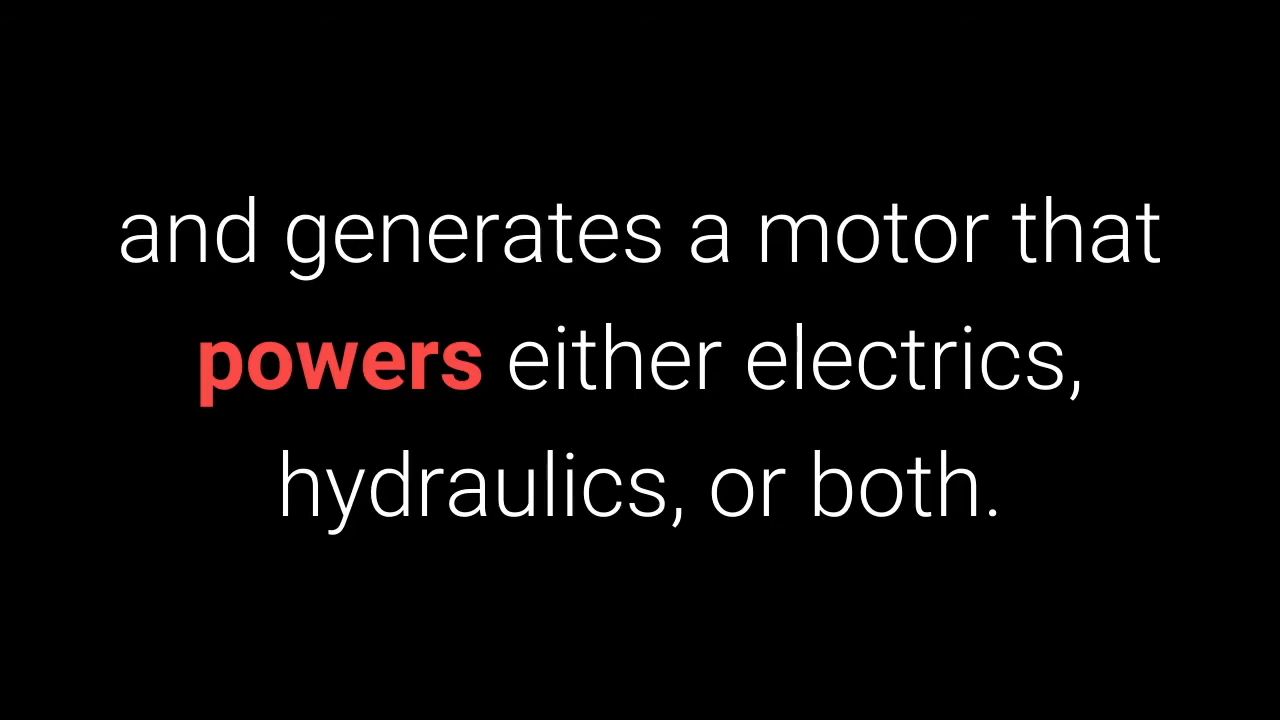 and generates a motor that
powers either electrics,
hydraulics, or both.